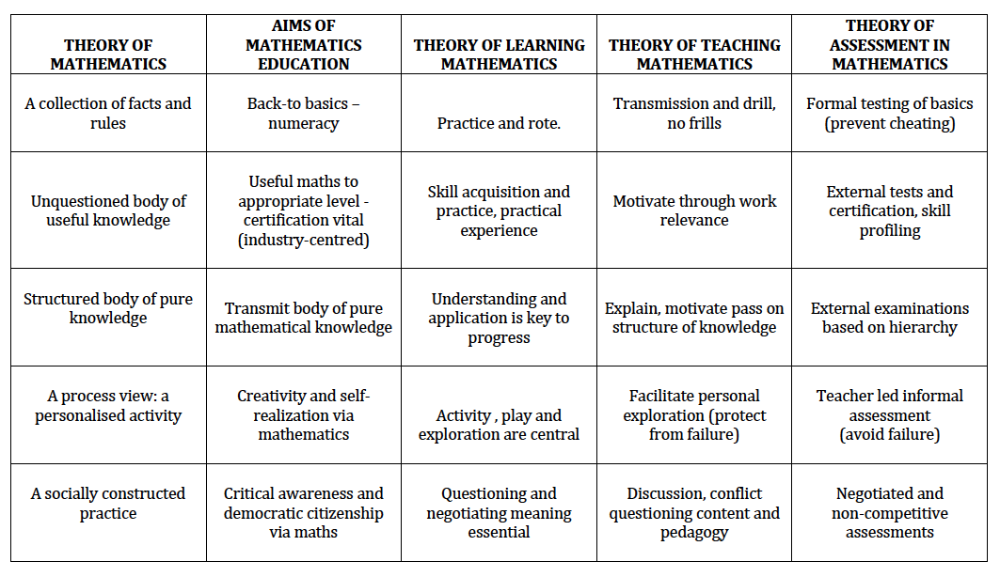 THEORY OF
MATHEMATICS
AIMS OF
MATHEMATICS
EDUCATION
THEORY OF LEARNING
MATHEMATICS
THEORY OF TEACHING
MATHEMATICS
THEORY OF
ASSESSMENT IN
MATHEMATICS
A collection of facts and
rules
Back-to basics –
numeracy
Practice and rote.
Transmission and drill,
no frills
Formal testing of basics
(prevent cheating)
Unquestioned body of
useful knowledge
Useful maths to
appropriate level -
certification vital
(industry-centred)
Skill acquisition and
practice, practical
experience
Motivate through work
relevance
External tests and
certification, skill
profiling
Structured body of pure
knowledge
Transmit body of pure
mathematical knowledge
Understanding and
application is key to
progress
Explain, motivate pass on
structure of knowledge
External examinations
based on hierarchy
A process view: a
personalised activity
Creativity and self-
realization via
mathematics
Activity , play and
exploration are central
Facilitate personal
exploration (protect
from failure)
Teacher led informal
assessment
(avoid failure)
A socially constructed
practice
Critical awareness and
democratic citizenship
via maths
Questioning and
negotiating meaning
essential
Discussion, conflict
questioning content and
pedagogy
Negotiated and
non-competitive
assessments